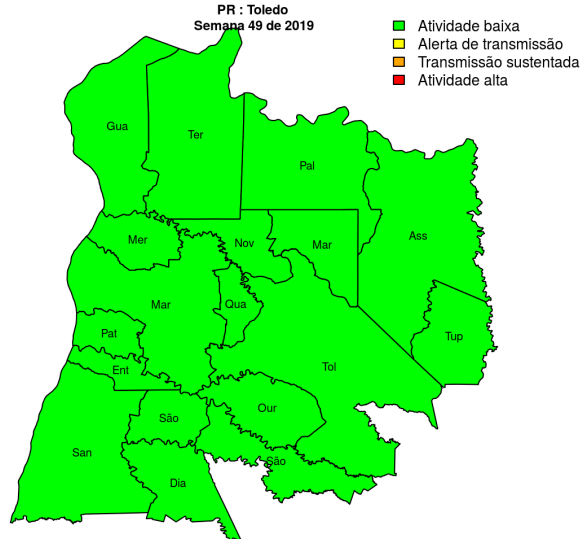 PR : Toledo
Semana 49 de 2019
Atividade baixa
Alerta de transmissão
Transmissão sustentada
Atividade alta
Gua
Ter
Pal
Mer
Nov
Mar
Ass
Mar
Qua
Pat
Tup
Ent
Tol
São
Our
San
São
Dia